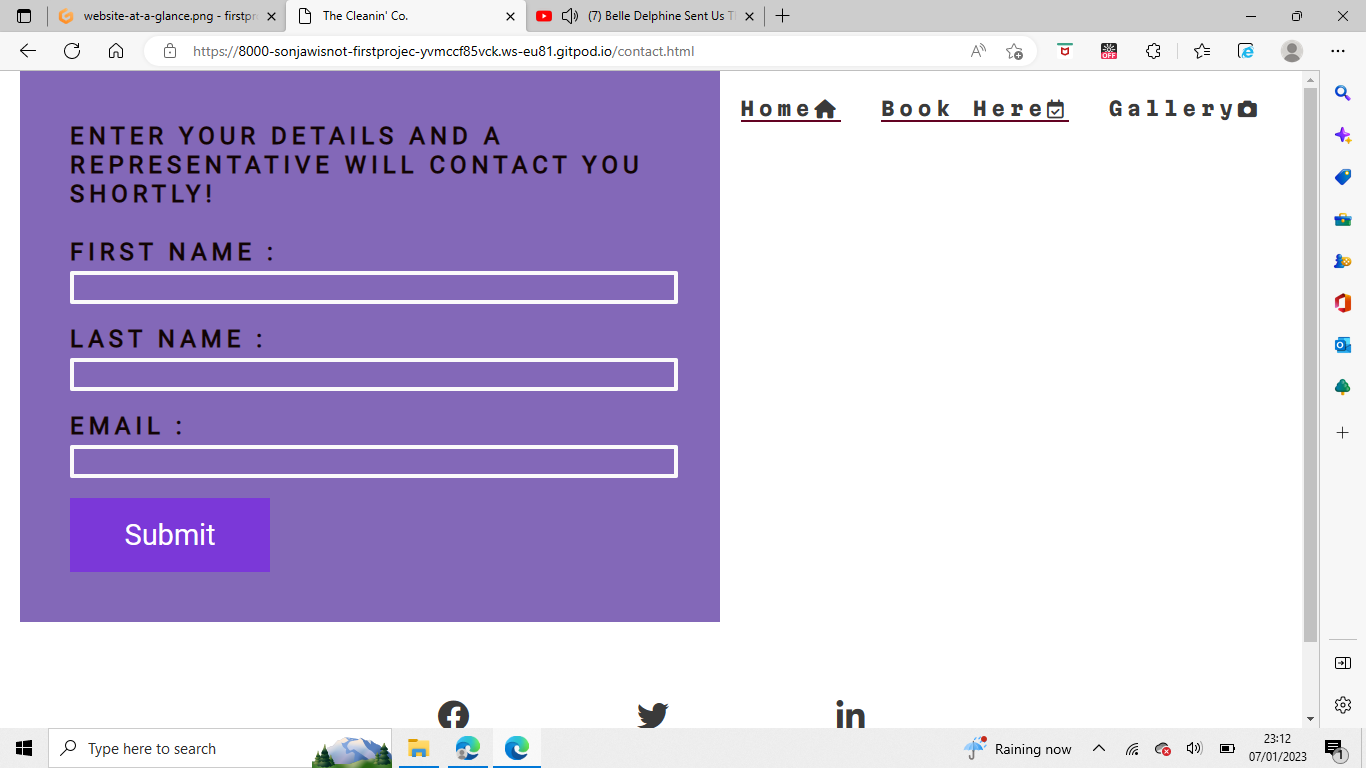 website-at-a-glance.png - firstpr
The Cleanin' Co.
(7) Belle Delphine Sent Us T
https://8000-sonjawisnot-firstprojec-yvmccf85vck.ws-eu81.gitpod.io/contact.html
OFF
Home
Book Here
Gallery
ENTER YOUR DETAILS AND A
REPRESENTATIVE WILL CONTACT YOU
SHORTLY!
FIRST NAME :
LAST NAME :
EMAIL :
Submit
Type here to search
Raining now
23:12
07/01/2023
1